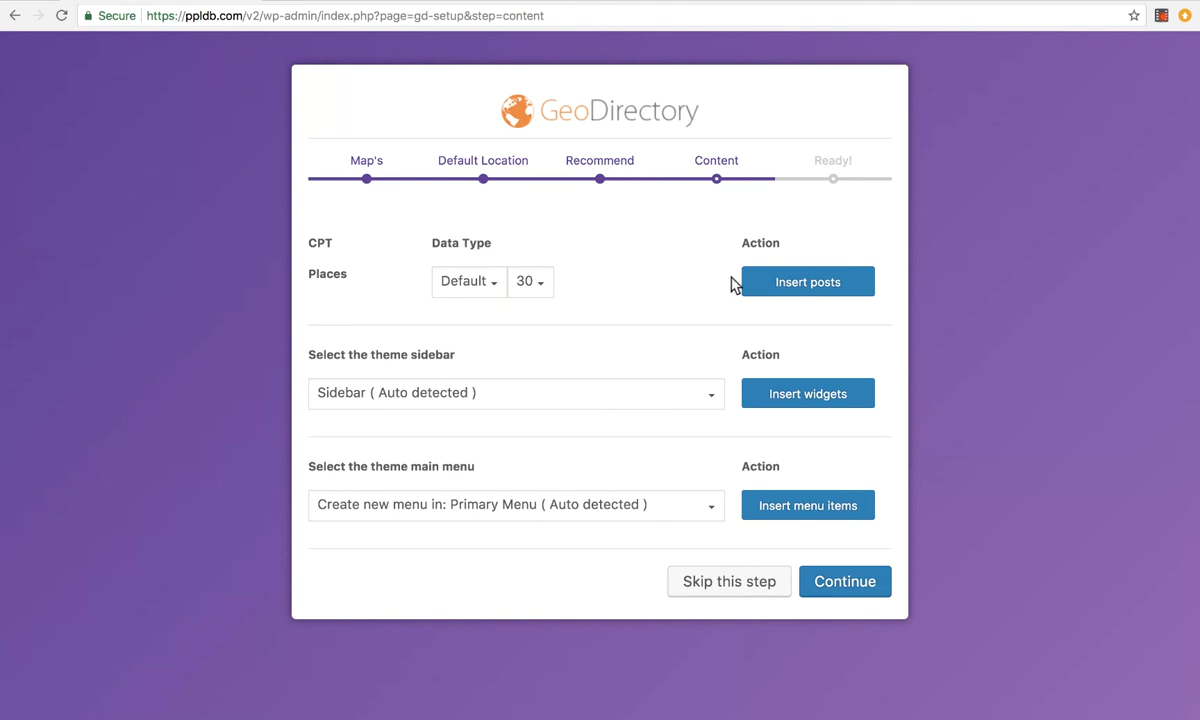 Secure https://ppldb.com/v2/wp-admin/index.php?page=gd-setup&step=content
GeoDirectory
Map's Default Location Recommend Content Ready!
CPT Data Type Action
Places Default 30 Insert posts
Select the theme sidebar Action
Sidebar ( Auto detected ) Insert widgets
Select the theme main menu Action
Create new menu in: Primary Menu ( Auto detected ) Insert menu items
Skip this step Continue